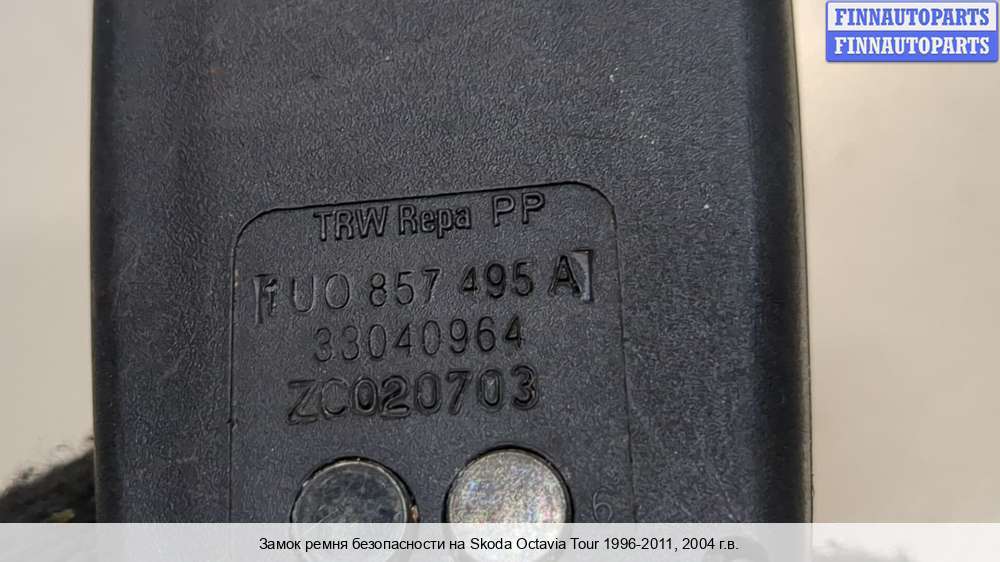 FINNAUTOPARTS
FINNAUTOPARTS
TRW Repa PP
1U0 857 495 A
33040964
ZC020703
6
Замок ремня безопасности на Skoda Octavia Tour 1996-2011, 2004 г.в.